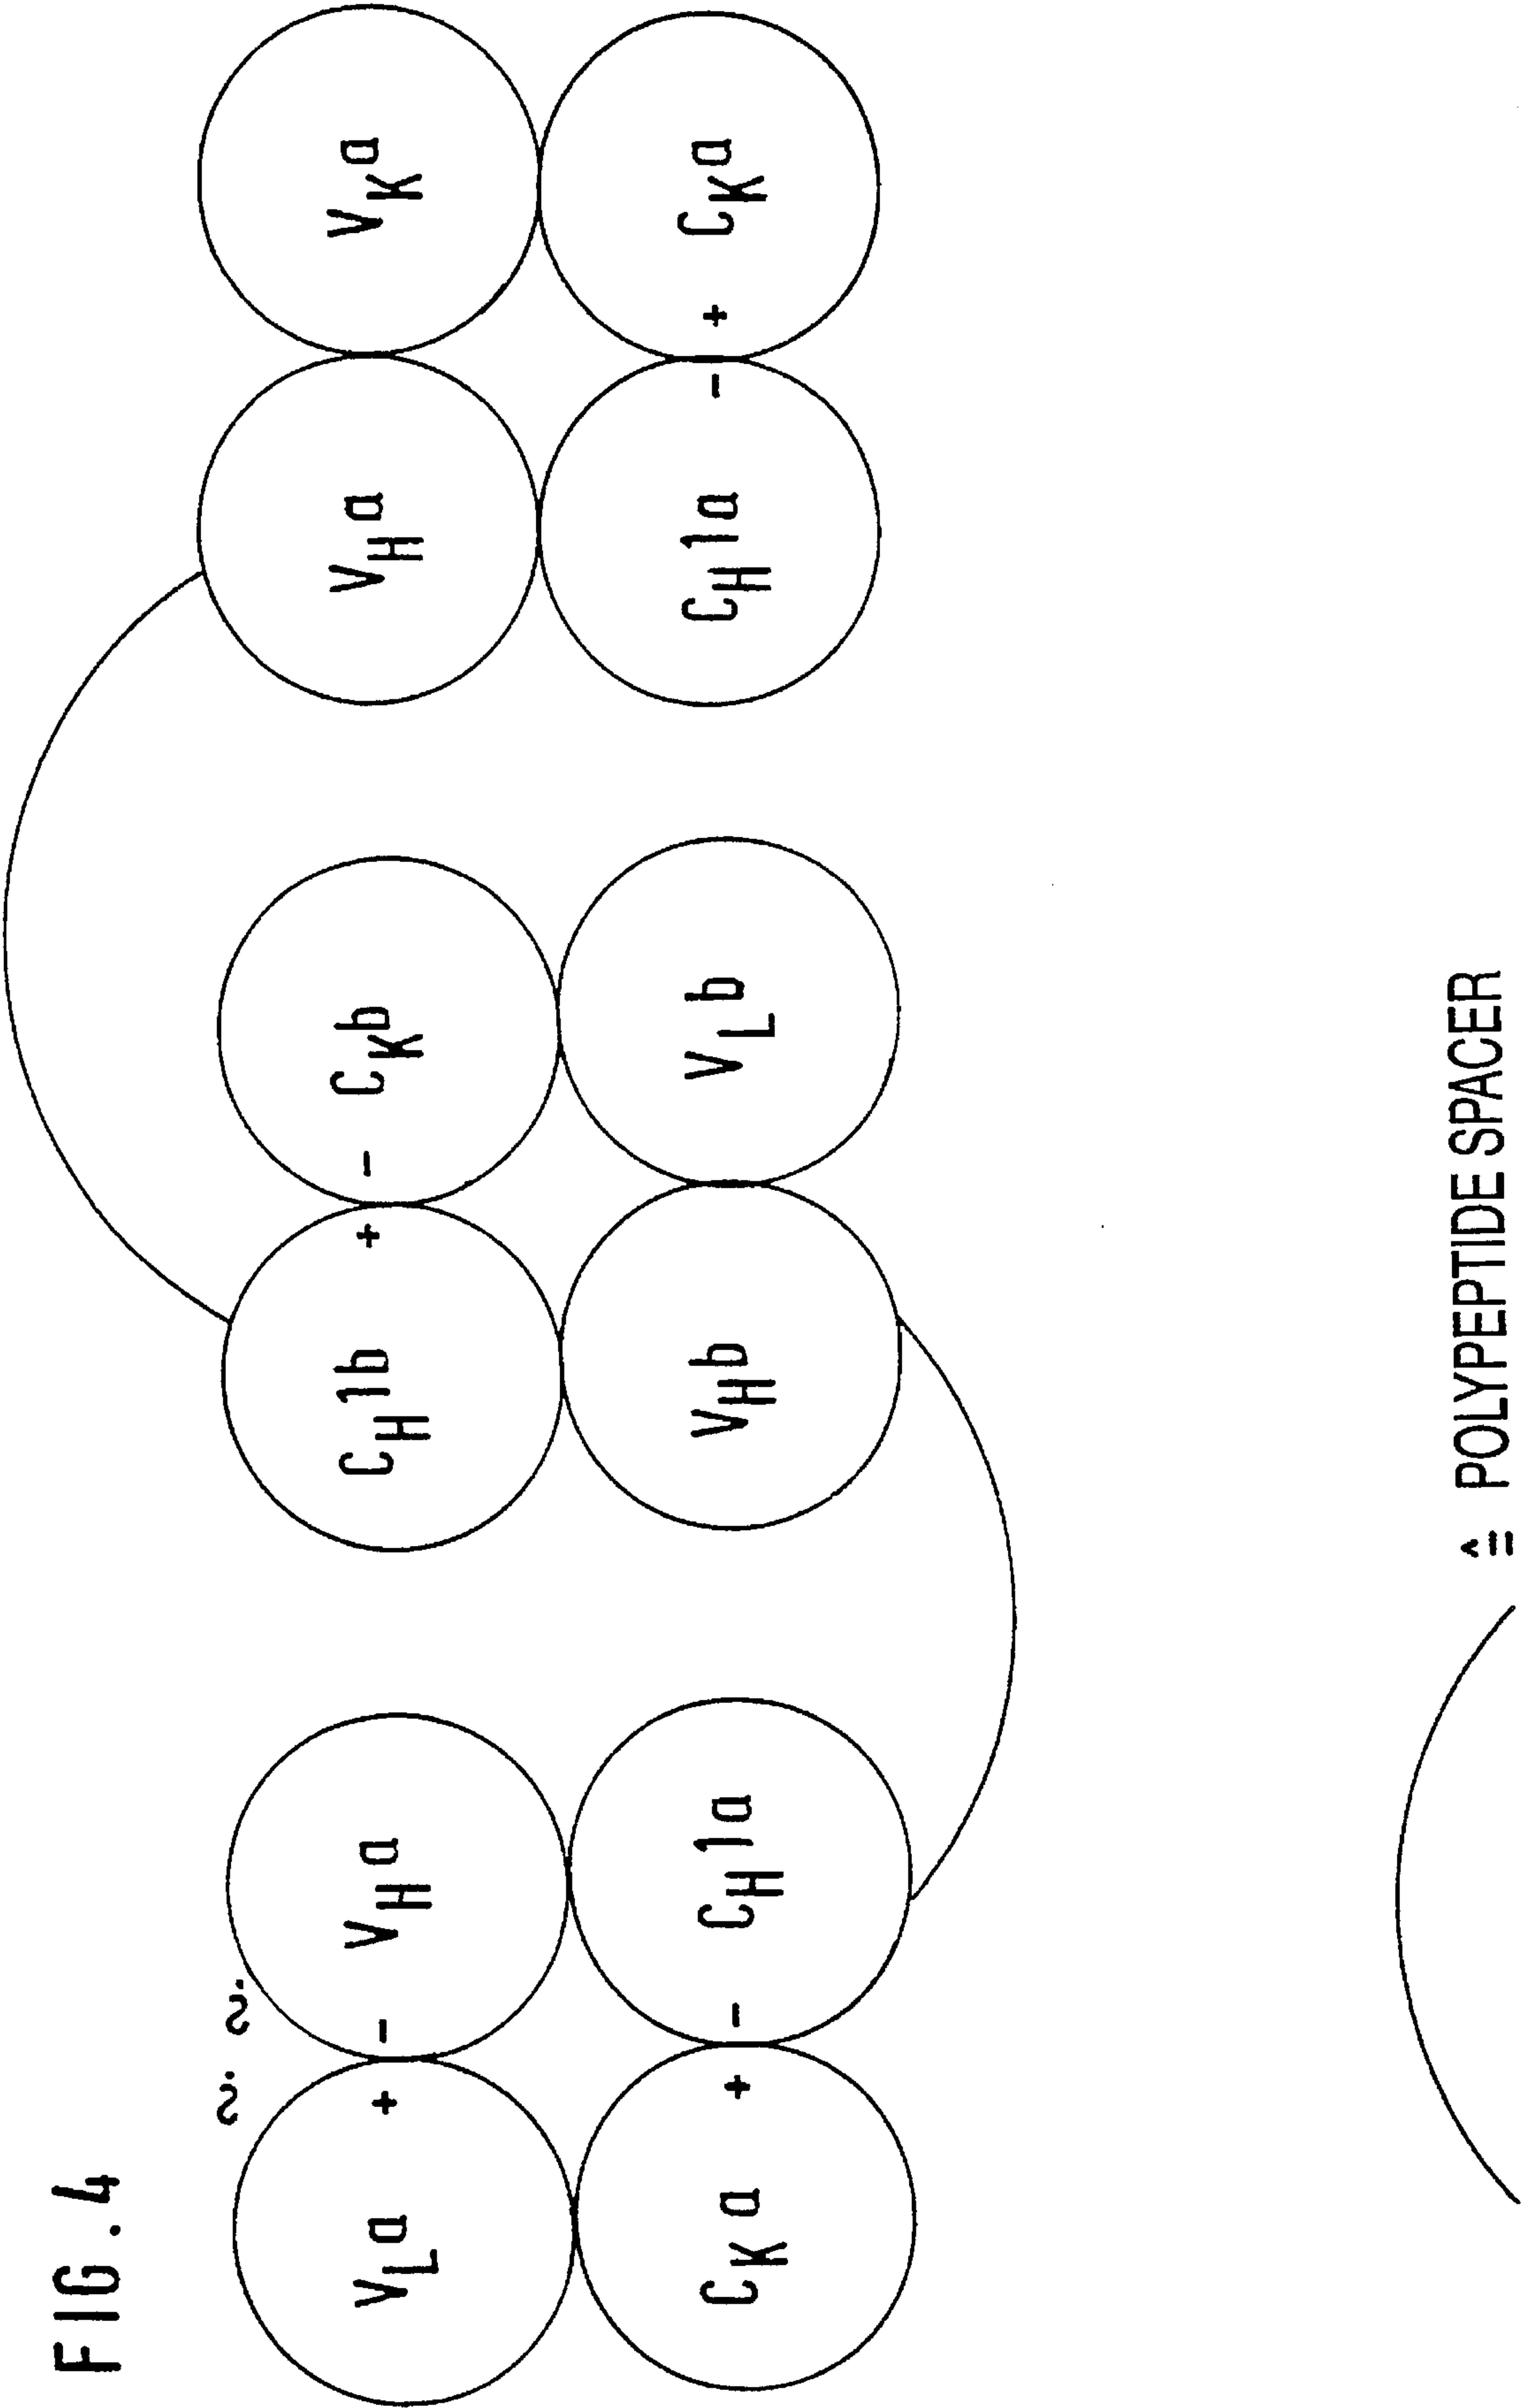 FIG. 4
? ?
VLa + - VHa
CKa + - CH1a
CH1b + - CKb
VHb VLb
VHa VKa
CH1a - + CKa
≙ POLYPEPTIDE SPACER